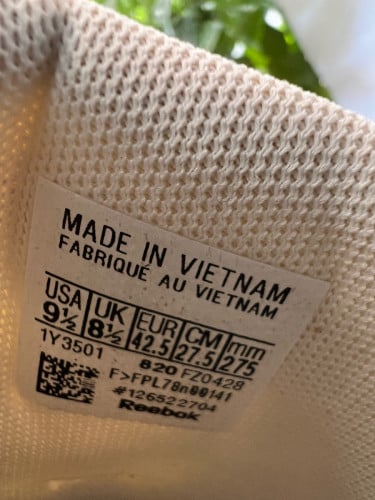 MADE IN VIETNAM
FABRIQUÉ AU VIETNAM
USA UK EUR CM mm
9½ 8½ 42.5 27.5 275
1Y3501 820 FZ0428
F>FPL78n00141
#126522704
Reebok